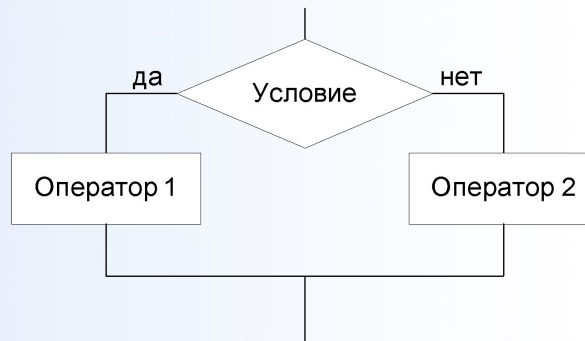 да
Условие
нет
Оператор 1
Оператор 2